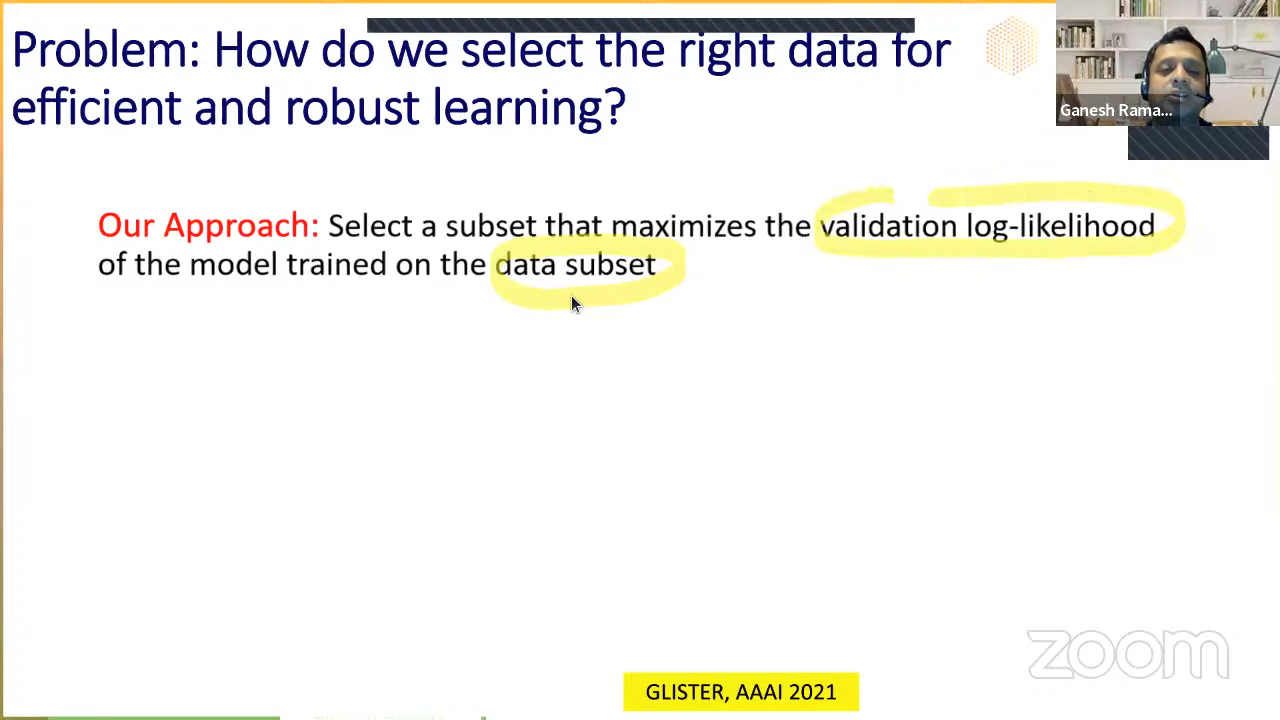 Problem: How do we select the right data for
efficient and robust learning?
Ganesh Rama...
Our Approach: Select a subset that maximizes the validation log-likelihood
of the model trained on the data subset
zoom
GLISTER, AAAI 2021